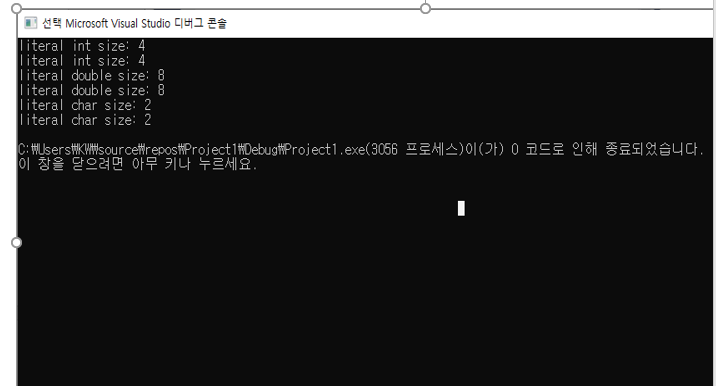 선택 Microsoft Visual Studio 디버그 콘솔
literal int size: 4
literal int size: 4
literal double size: 8
literal double size: 8
literal char size: 2
literal char size: 2
C:₩Users₩KW₩source₩repos₩Project1₩Debug₩Project1.exe(3056 프로세스)이(가) 0 코드로 인해 종료되었습니다.
이 창을 닫으려면 아무 키나 누르세요.